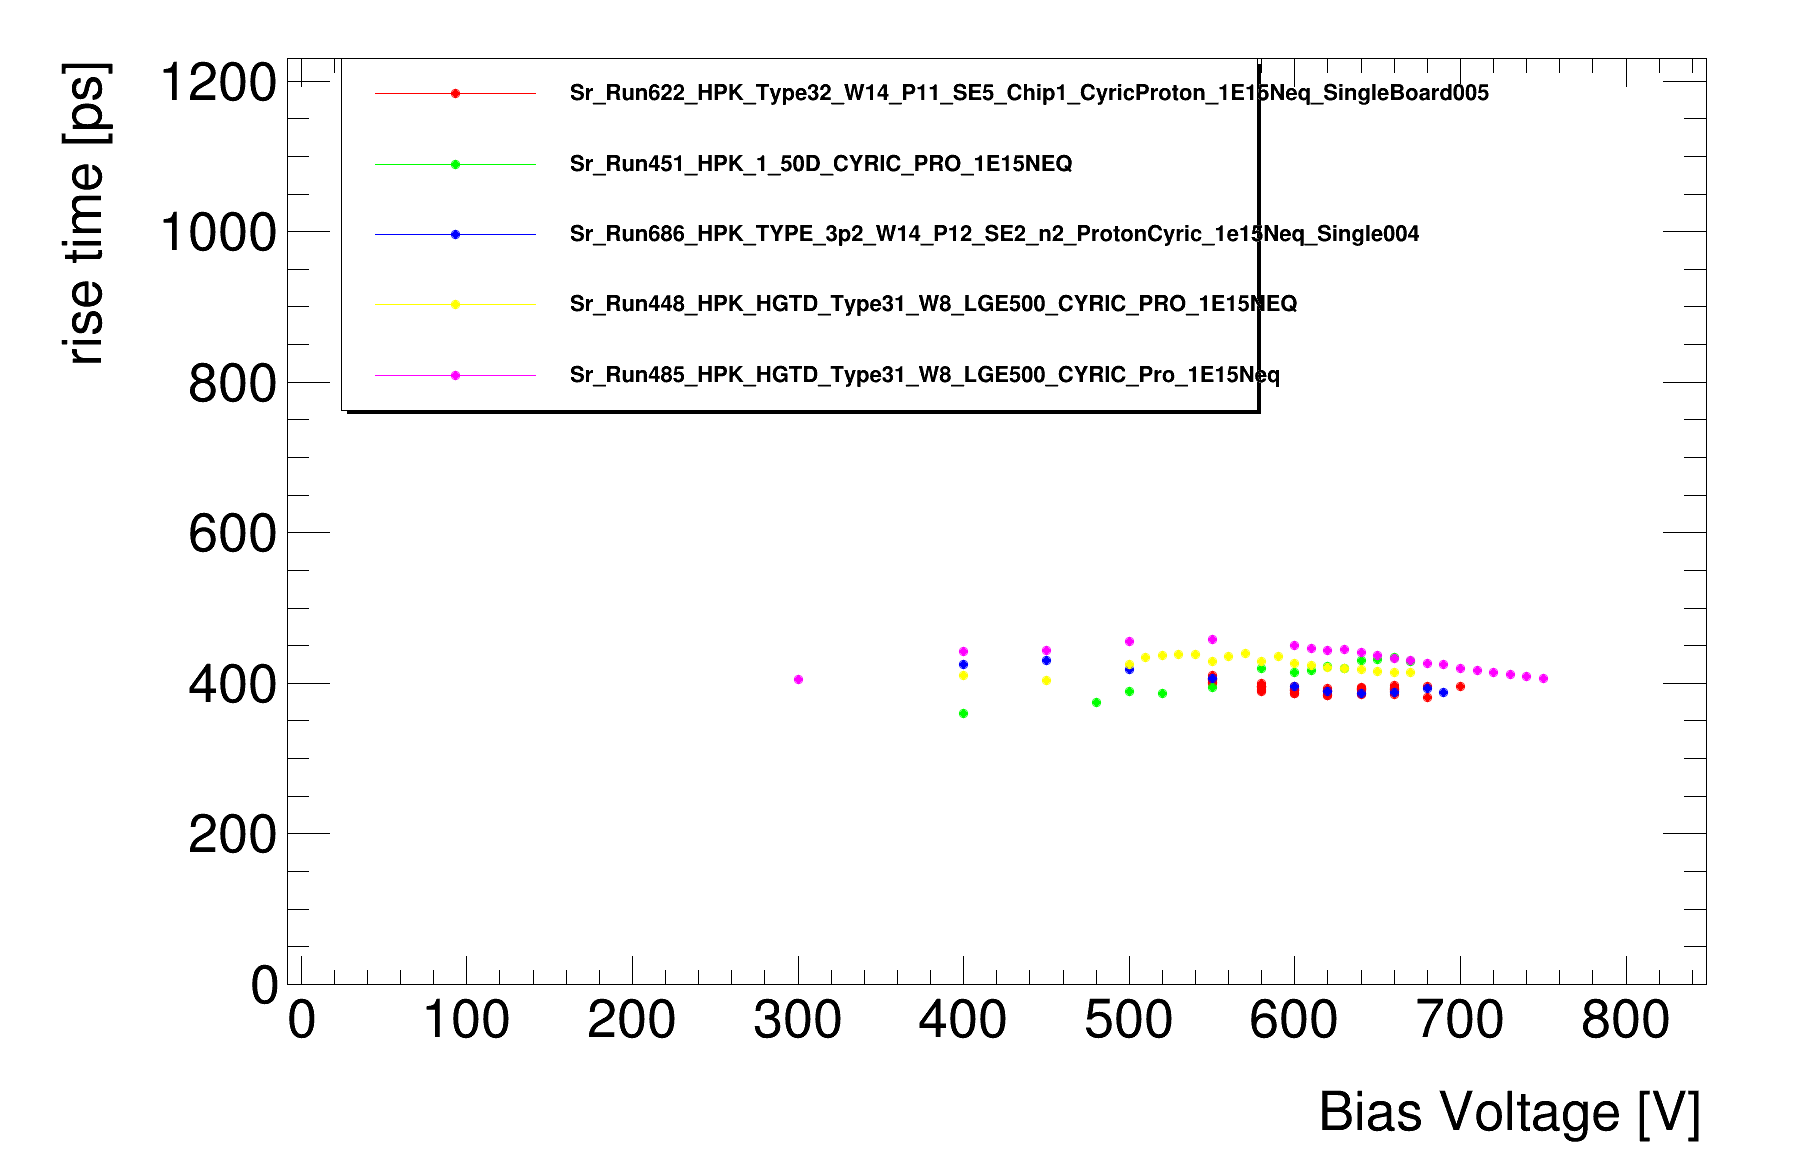 rise time [ps]
1200
1000
800
600
400
200
0
Sr_Run622_HPK_Type32_W14_P11_SE5_Chip1_CyricProton_1E15Neq_SingleBoard005
Sr_Run451_HPK_1_50D_CYRIC_PRO_1E15NEQ
Sr_Run686_HPK_TYPE_3p2_W14_P12_SE2_n2_ProtonCyric_1e15Neq_Single004
Sr_Run448_HPK_HGTD_Type31_W8_LGE500_CYRIC_PRO_1E15NEQ
Sr_Run485_HPK_HGTD_Type31_W8_LGE500_CYRIC_Pro_1E15Neq
0 100 200 300 400 500 600 700 800
Bias Voltage [V]